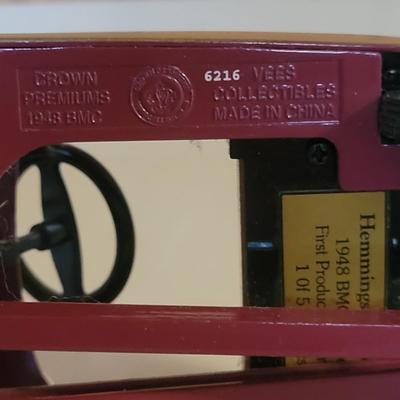 CROWN
PREMIUMS
1948 BMC
6216 VEES
COLLECTIBLES
MADE IN CHINA
Hemmings
1948 BMC
First Produc
1 Of 5